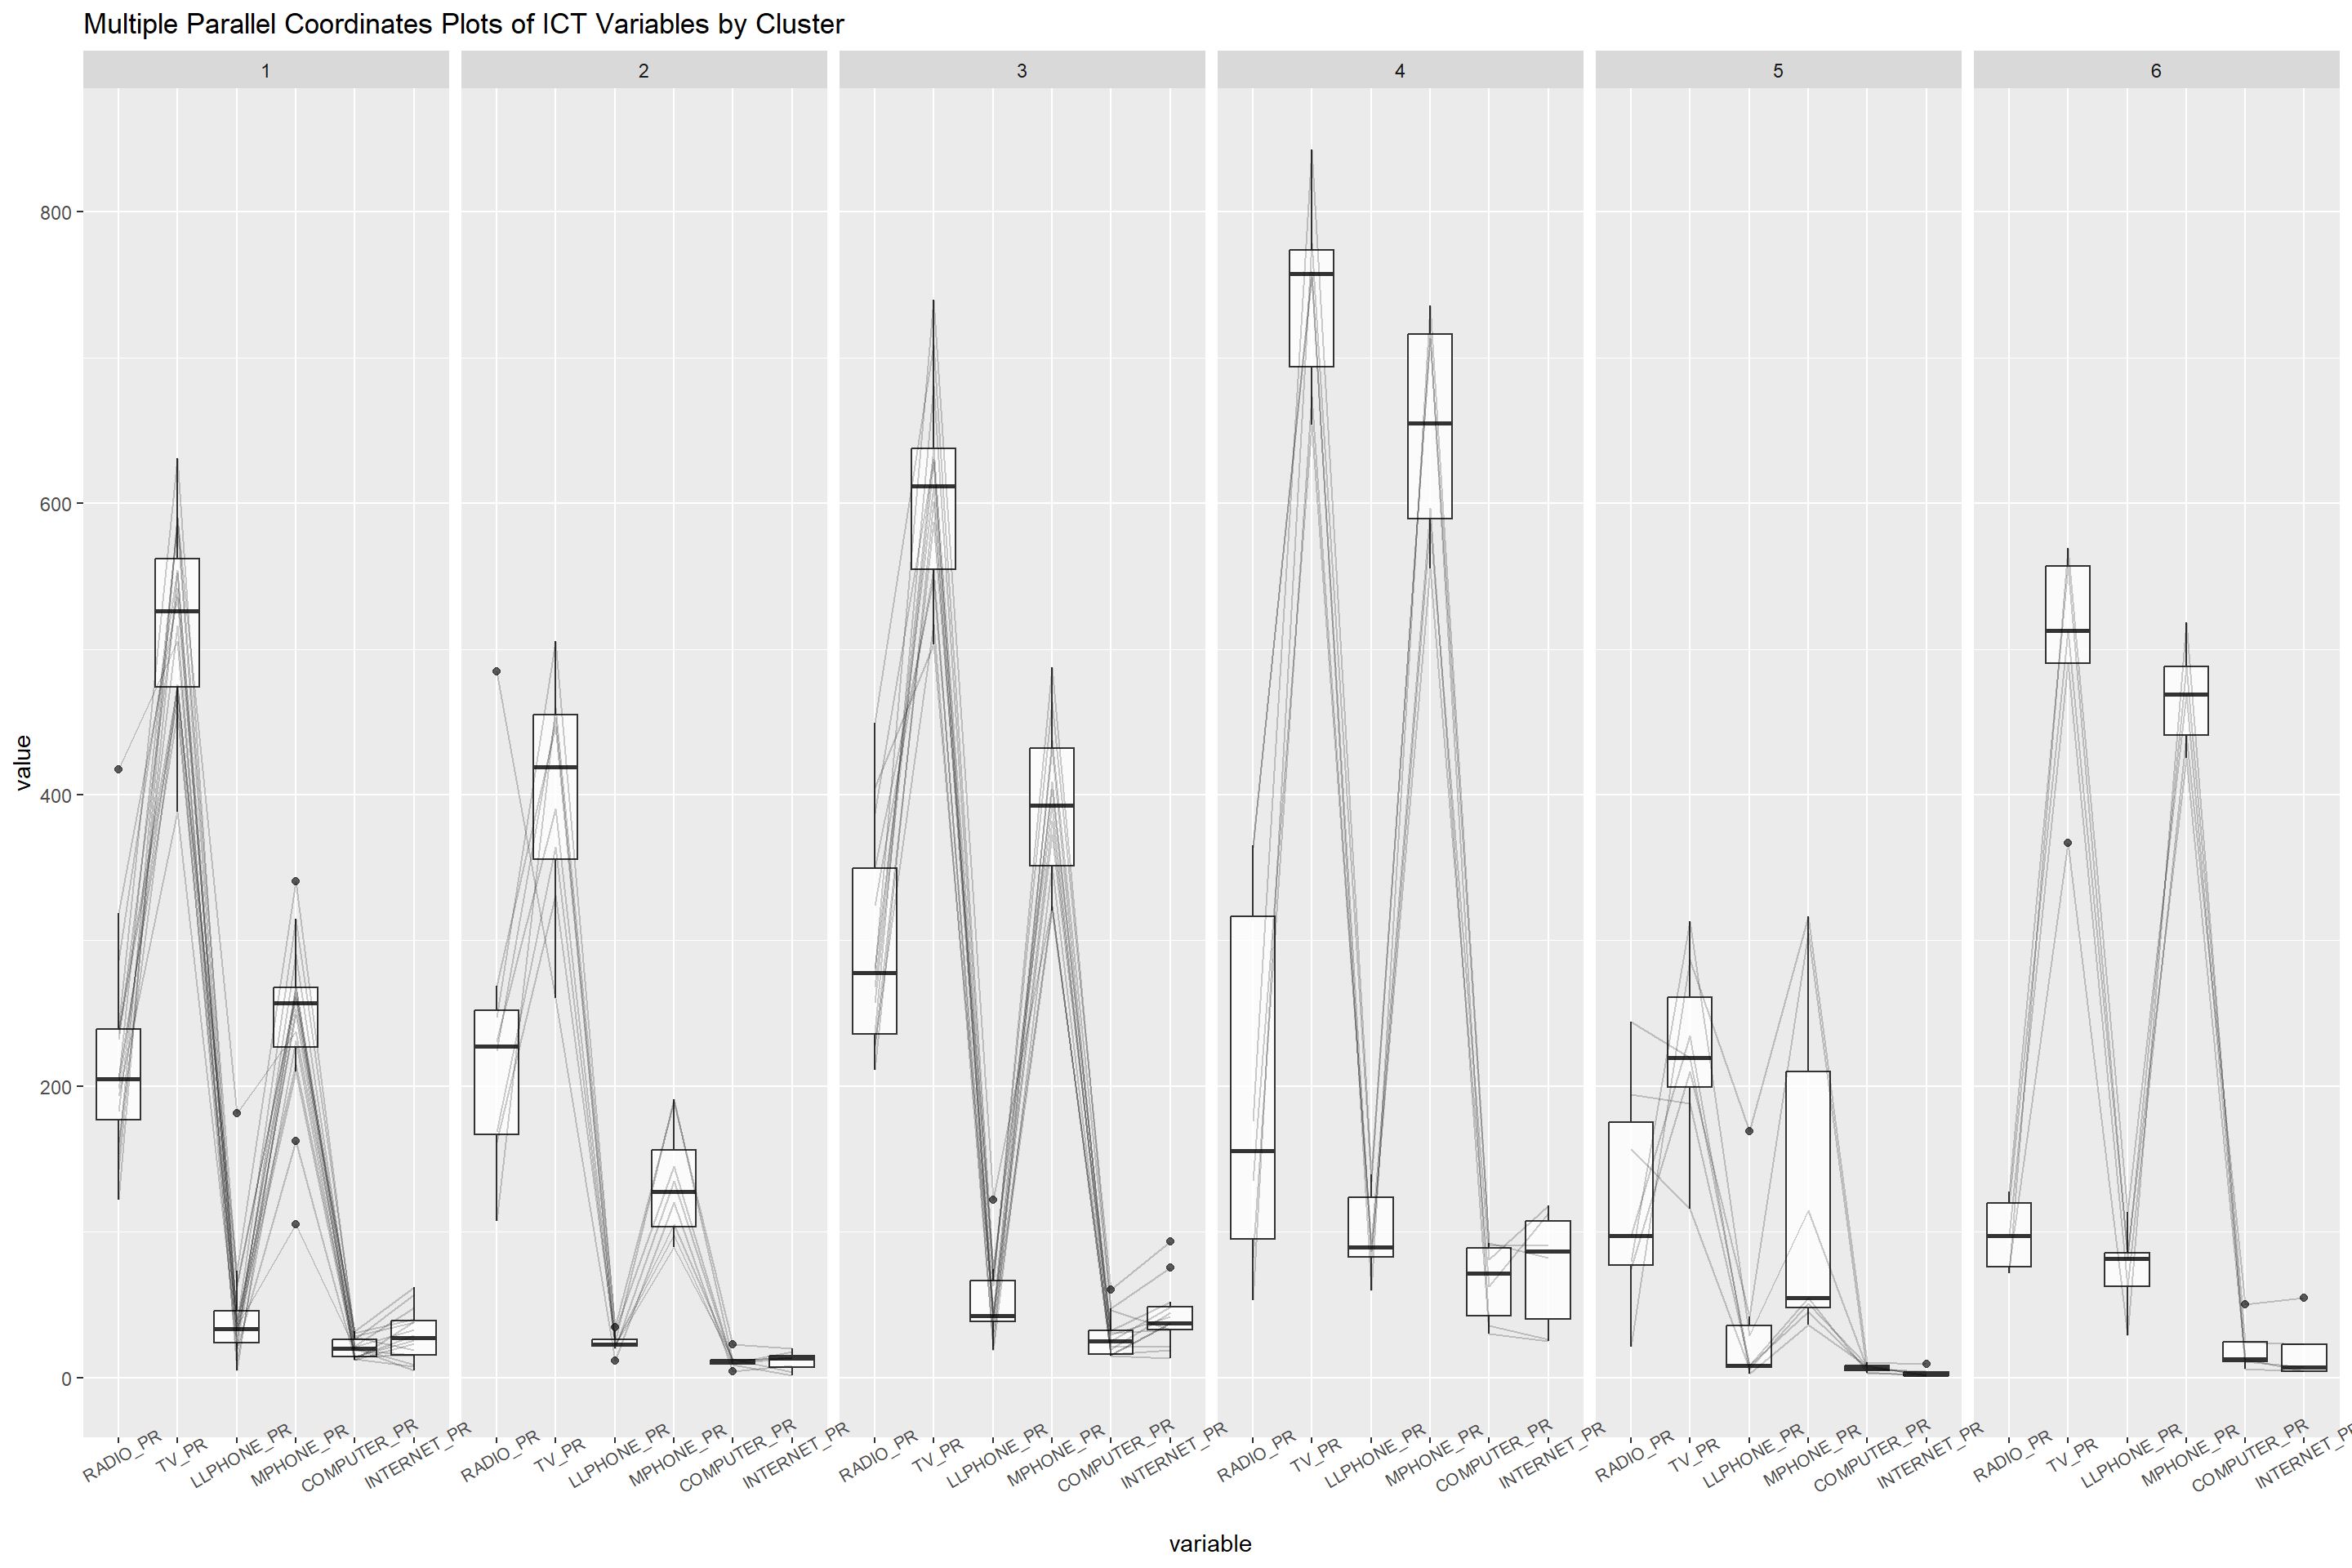 Multiple Parallel Coordinates Plots of ICT Variables by Cluster
1 2 3 4 5 6
800
600
400
200
0
value
RADIO_PR TV_PR LLPHONE_PR MPHONE_PR COMPUTER_PR INTERNET_PR RADIO_PR TV_PR LLPHONE_PR MPHONE_PR COMPUTER_PR INTERNET_PR RADIO_PR TV_PR LLPHONE_PR MPHONE_PR COMPUTER_PR INTERNET_PR RADIO_PR TV_PR LLPHONE_PR MPHONE_PR COMPUTER_PR INTERNET_PR RADIO_PR TV_PR LLPHONE_PR MPHONE_PR COMPUTER_PR INTERNET_PR RADIO_PR TV_PR LLPHONE_PR MPHONE_PR COMPUTER_PR INTERNET_PR
variable